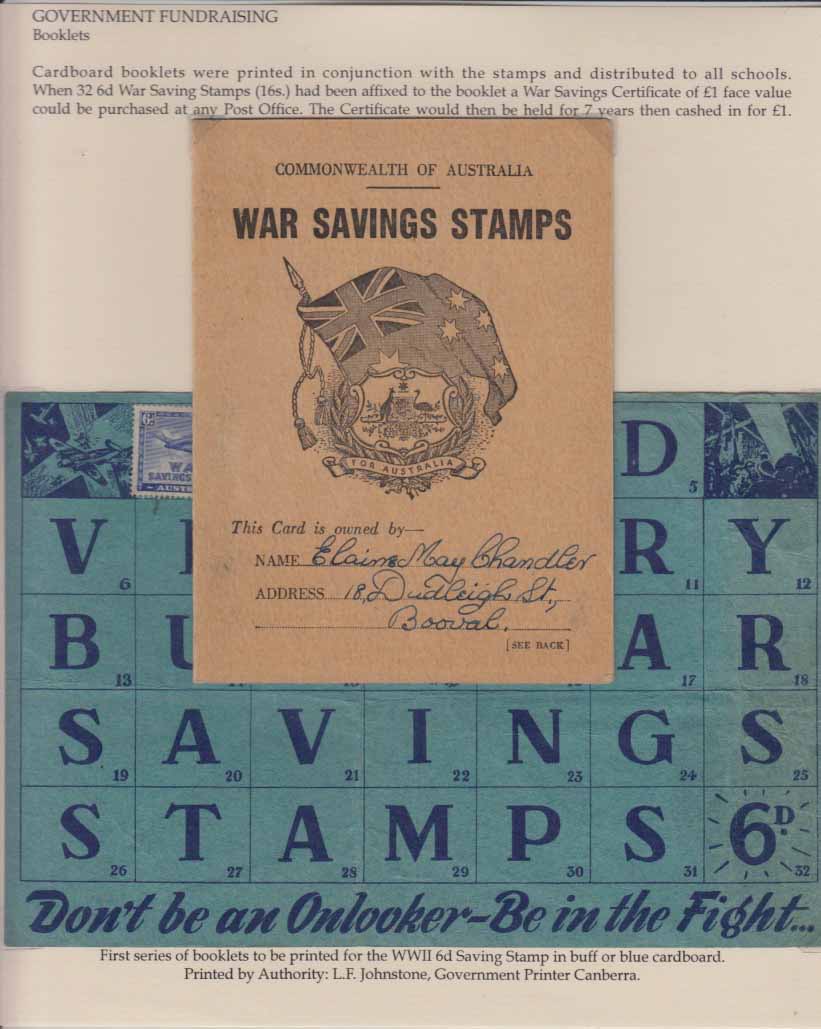 GOVERNMENT FUNDRAISING
Booklets
Cardboard booklets were printed in conjunction with the stamps and distributed to all schools.
When 32 6d War Saving Stamps (16s.) had been affixed to the booklet a War Savings Certificate of £1 face value
could be purchased at any Post Office. The Certificate would then be held for 7 years then cashed in for £1.
COMMONWEALTH OF AUSTRALIA
WAR SAVINGS STAMPS
FOR AUSTRALIA
This Card is owned by—
NAME Elaine May Chandler
ADDRESS 18, Dudleigh St.,
Booval.
[SEE BACK]
6D
WA
SAVINGS
AUST
D
5
V
6
R
11
Y
12
B
13
U
A
17
R
18
S
19
A
20
V
21
I
22
N
23
G
24
S
25
S
26
T
27
A
28
M
29
P
30
S
31
6D.
32
Don't be an Onlooker-Be in the Fight...
First series of booklets to be printed for the WWII 6d Saving Stamp in buff or blue cardboard.
Printed by Authority: L.F. Johnstone, Government Printer Canberra.